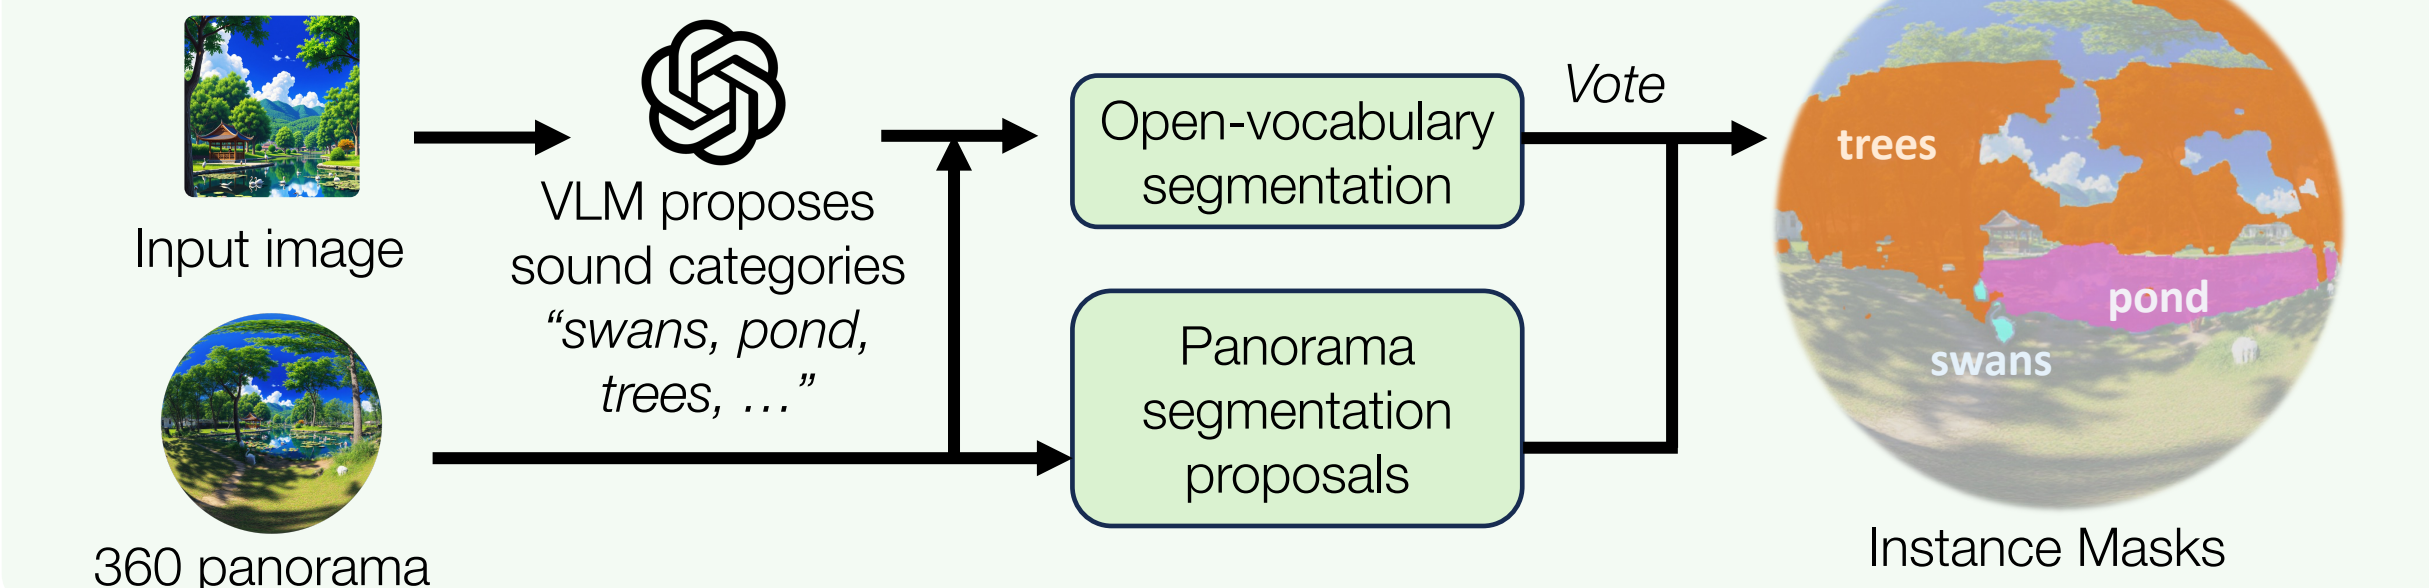 Input image
360 panorama
VLM proposes
sound categories
“swans, pond,
trees, …”
Open-vocabulary
segmentation
Panorama
segmentation
proposals
Vote
trees
pond
swans
Instance Masks